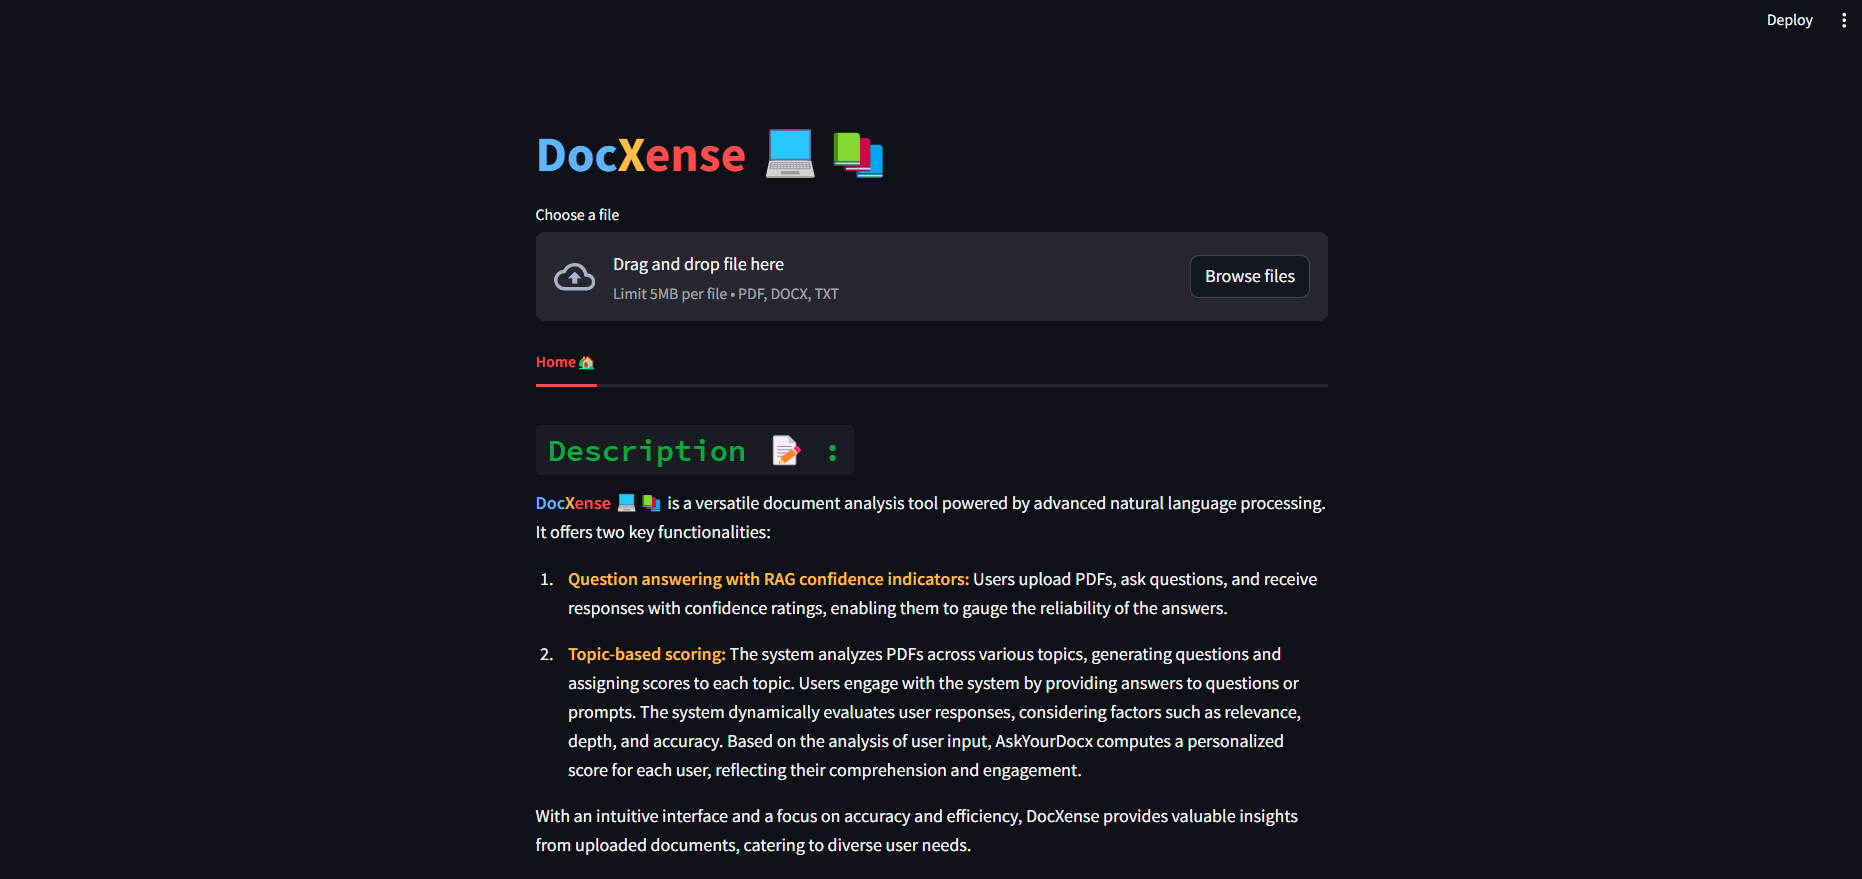 Deploy
DocXense 💻 📚
Choose a file
Drag and drop file here
Limit 5MB per file • PDF, DOCX, TXT
Browse files
Home🏡
Description 📝 :
DocXense 💻 📚 is a versatile document analysis tool powered by advanced natural language processing.
It offers two key functionalities:
1. Question answering with RAG confidence indicators: Users upload PDFs, ask questions, and receive
responses with confidence ratings, enabling them to gauge the reliability of the answers.
2. Topic-based scoring: The system analyzes PDFs across various topics, generating questions and
assigning scores to each topic. Users engage with the system by providing answers to questions or
prompts. The system dynamically evaluates user responses, considering factors such as relevance,
depth, and accuracy. Based on the analysis of user input, AskYourDocx computes a personalized
score for each user, reflecting their comprehension and engagement.
With an intuitive interface and a focus on accuracy and efficiency, DocXense provides valuable insights
from uploaded documents, catering to diverse user needs.